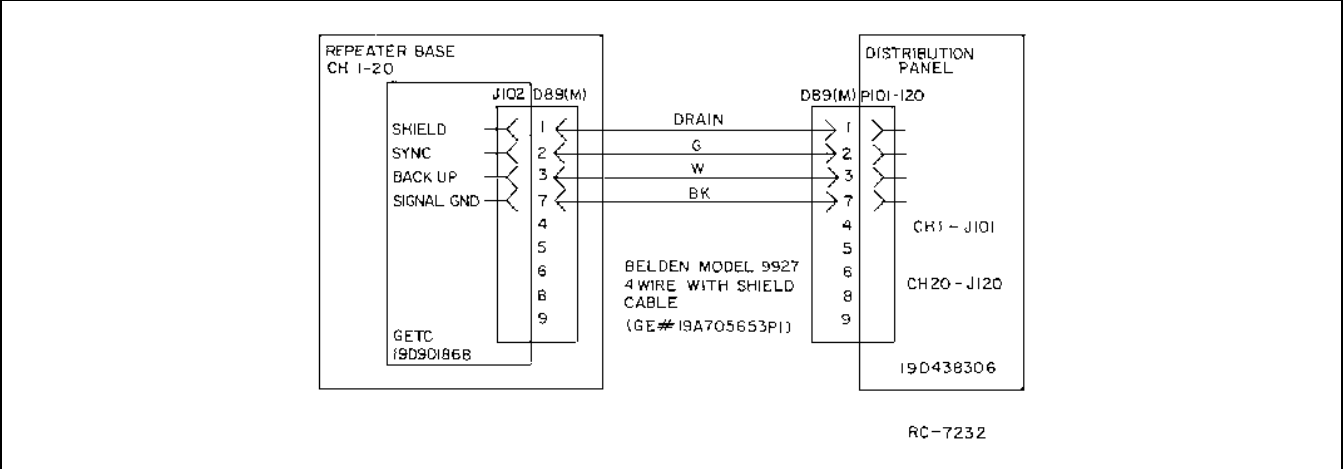 REPEATER BASE
CH 1-20
J102 DB9(M)
SHIELD 1
SYNC 2
BACK UP 3
SIGNAL GND 7
4
5
6
8
9
GETC
19D901868
DRAIN
G
W
BK
BELDEN MODEL 9927
4 WIRE WITH SHIELD
CABLE
(GE#19A705653P1)
DISTRIBUTION
PANEL
DB9(M) P101-120
1
2
3
7
4
5
6
8
9
CH1 - J101
CH20 - J120
19D438306
RC-7232